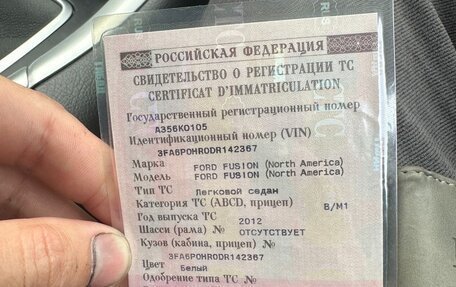 РОССИЙСКАЯ ФЕДЕРАЦИЯ
СВИДЕТЕЛЬСТВО О РЕГИСТРАЦИИ ТС
CERTIFICAT D'IMMATRICULATION
Государственный регистрационный номер
А356КО105
Идентификационный номер (VIN)
3FA6P0HR0DR142367
Марка FORD FUSION (North America)
Модель FORD FUSION (North America)
Тип ТС Легковой седан
Категория ТС (ABCD, прицеп) B/M1
Год выпуска ТС 2012
Шасси (рама) № ОТСУТСТВУЕТ
Кузов (кабина, прицеп) №
3FA6P0HR0DR142367
Цвет Белый
Одобрение типа ТС №